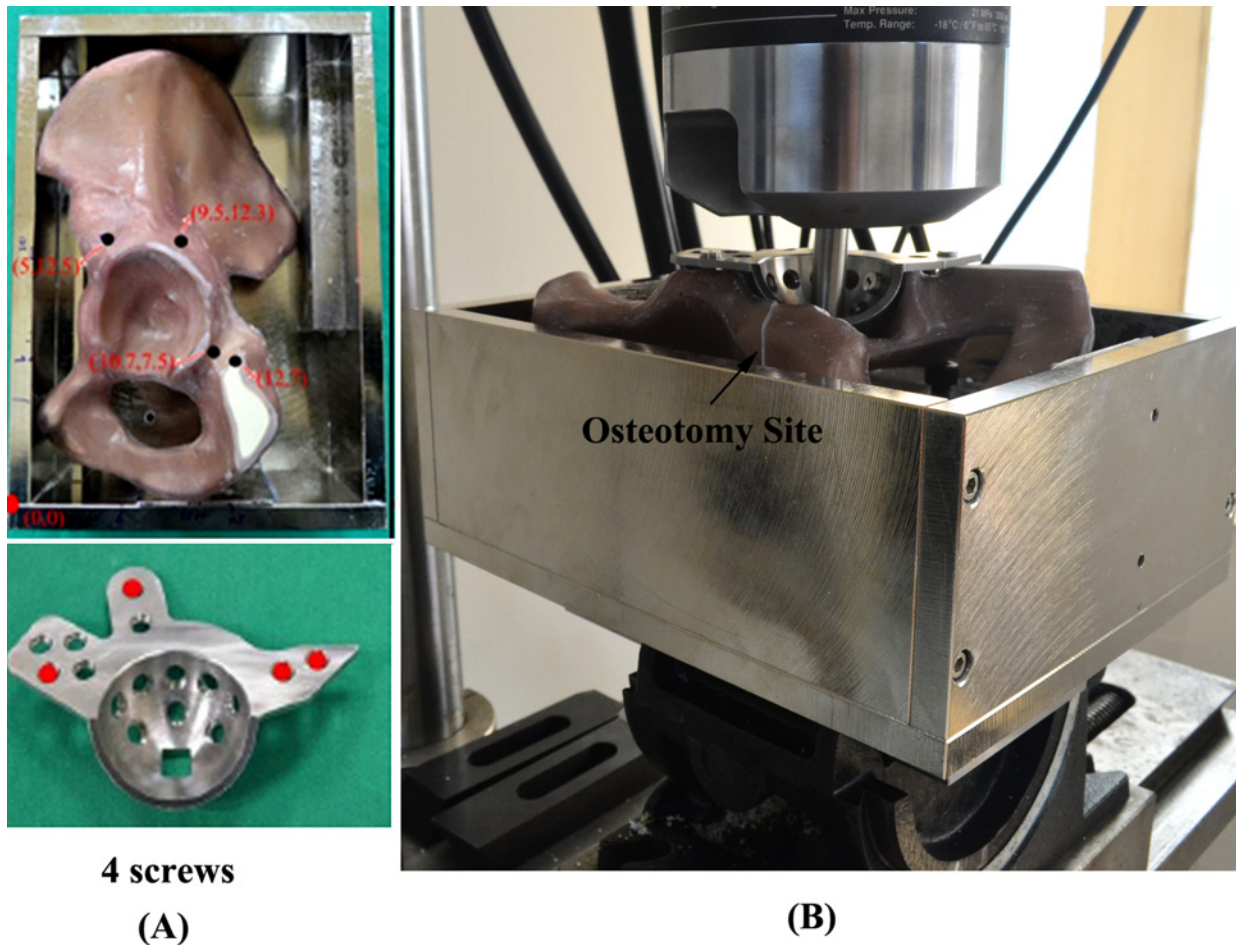 (9.5,12.3)
(5,12.5)
(10.7,7.5)
(12,7)
(0,0)
4 screws
(A)
Max Pressure:
Temp. Range:
Osteotomy Site
(B)